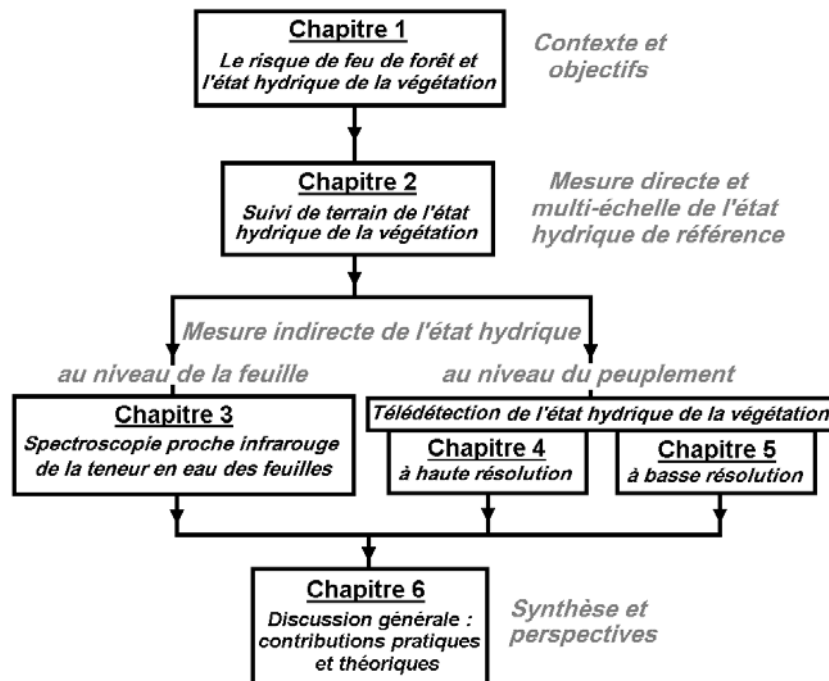 Chapitre 1
Le risque de feu de forêt et
l'état hydrique de la végétation
Contexte et
objectifs
Chapitre 2
Suivi de terrain de l'état
hydrique de la végétation
Mesure directe et
multi-échelle de l'état
hydrique de référence
Mesure indirecte de l'état hydrique
au niveau de la feuille
au niveau du peuplement
Chapitre 3
Spectroscopie proche infrarouge
de la teneur en eau des feuilles
Télédétection de l'état hydrique de la végétation
Chapitre 4
à haute résolution
Chapitre 5
à basse résolution
Chapitre 6
Discussion générale :
contributions pratiques
et théoriques
Synthèse et
perspectives